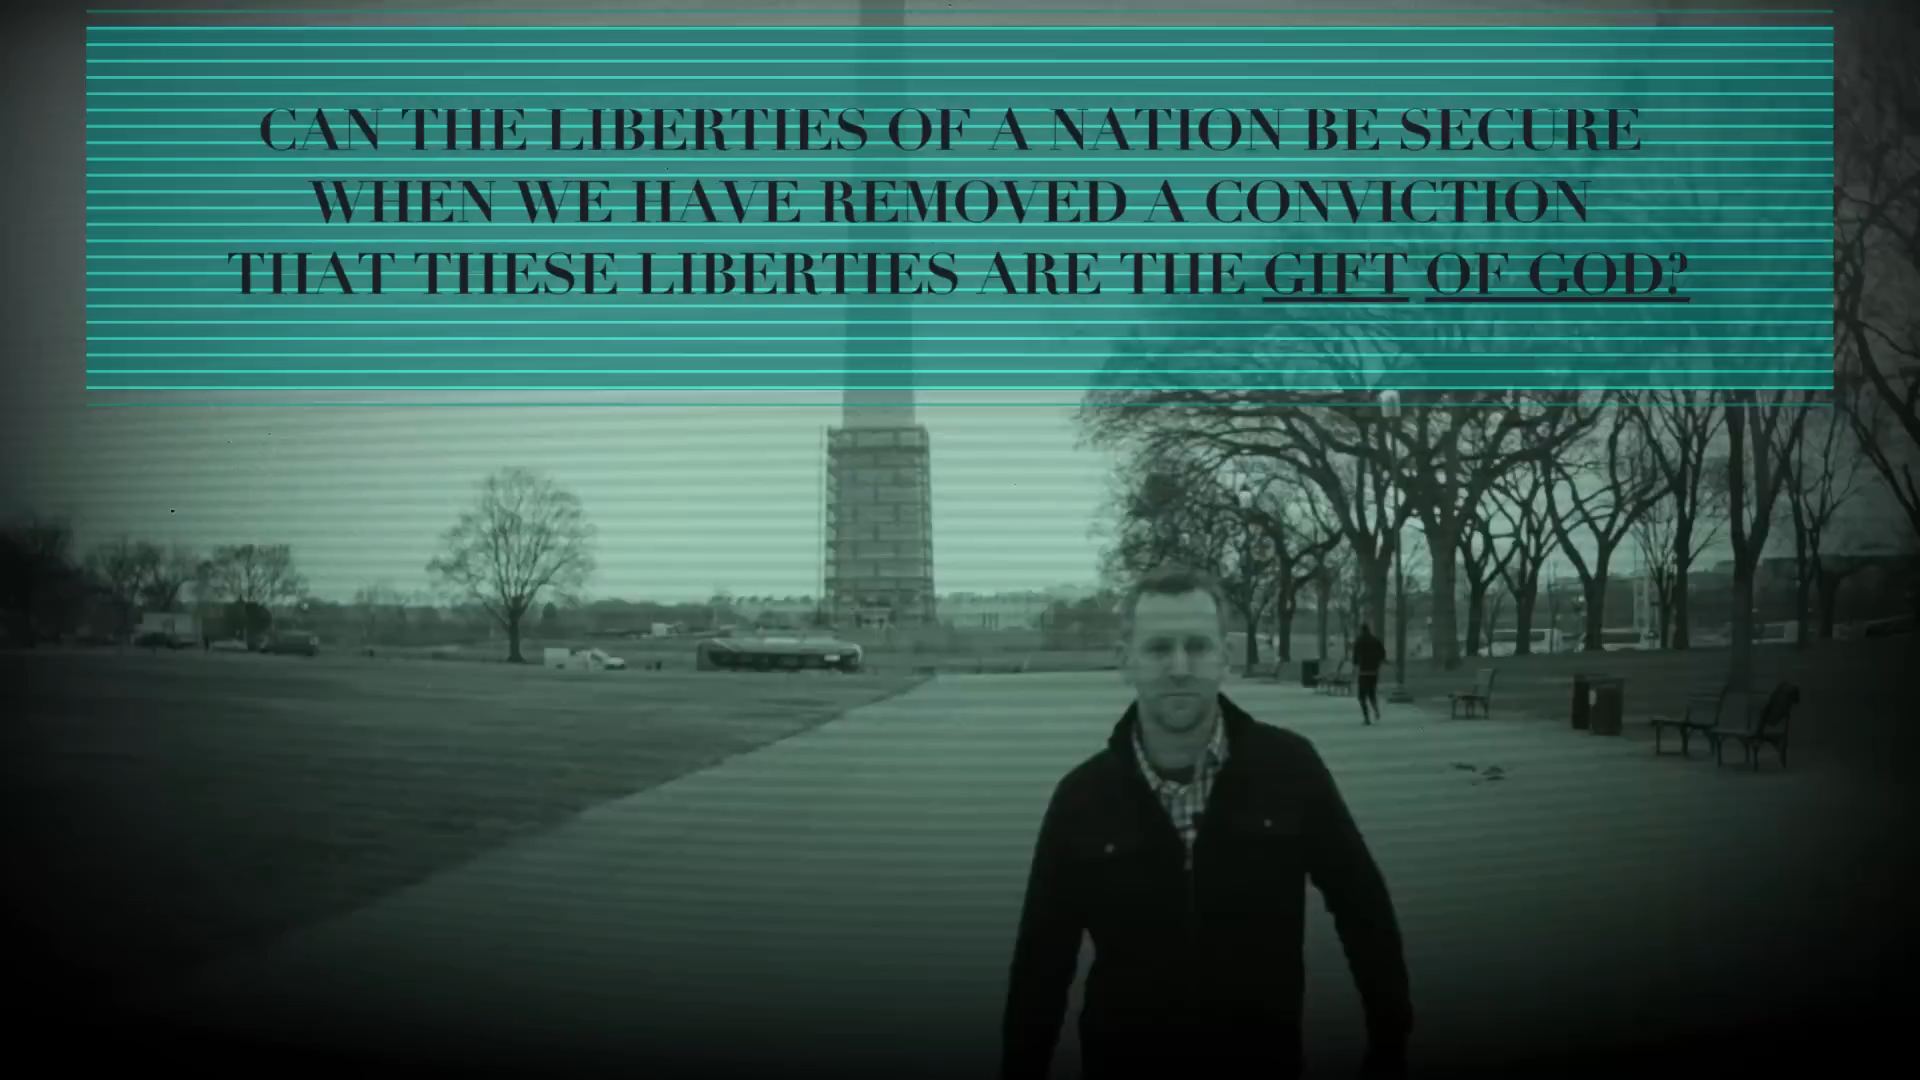 CAN THE LIBERTIES OF A NATION BE SECURE
WHEN WE HAVE REMOVED A CONVICTION
THAT THESE LIBERTIES ARE THE GIFT OF GOD?